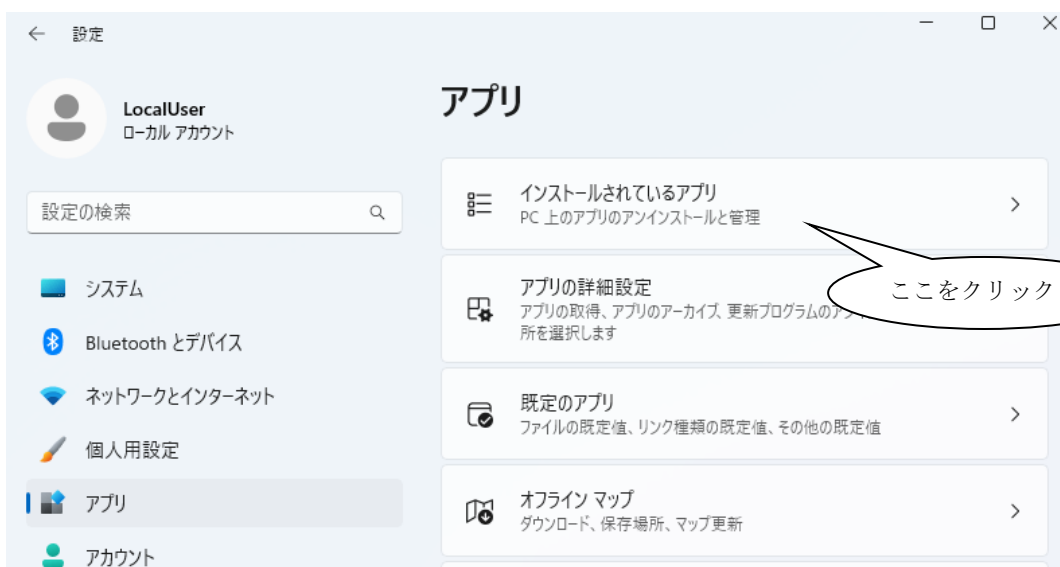 設定
LocalUser
ローカル アカウント
設定の検索
システム
Bluetooth とデバイス
ネットワークとインターネット
個人用設定
アプリ
アカウント
アプリ
インストールされているアプリ
PC 上のアプリのアンインストールと管理
アプリの詳細設定
アプリの取得、アプリのアーカイブ、更新プログラムのアン
所を選択します
ここをクリック
既定のアプリ
ファイルの既定値、リンク種類の既定値、その他の既定値
オフライン マップ
ダウンロード、保存場所、マップ更新